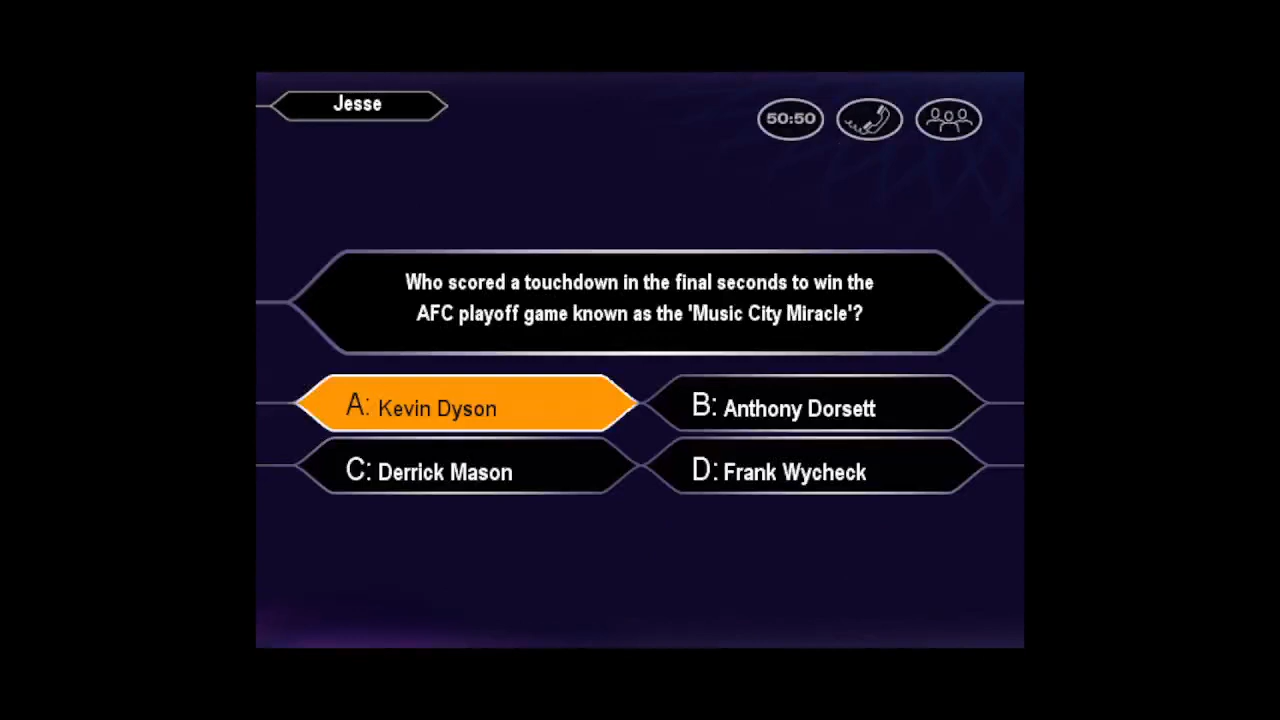 Jesse
50:50
Who scored a touchdown in the final seconds to win the
AFC playoff game known as the 'Music City Miracle'?
A: Kevin Dyson
B: Anthony Dorsett
C: Derrick Mason
D: Frank Wycheck